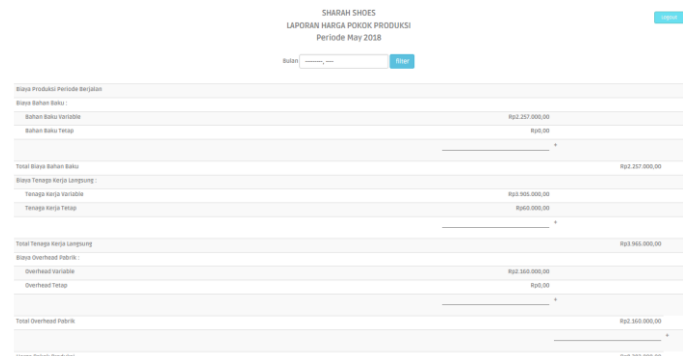 SHARAH SHOES
LAPORAN HARGA POKOK PRODUKSI
Periode May 2018
Logout
Bulan --------, ---- filter
Biaya Produksi Periode Berjalan
Biaya Bahan Baku :
Bahan Baku Variable Rp2.257.000,00
Bahan Baku Tetap Rp0,00
+
Total Biaya Bahan Baku Rp2.257.000,00
Biaya Tenaga Kerja Langsung :
Tenaga Kerja Variable Rp3.905.000,00
Tenaga Kerja Tetap Rp60.000,00
+
Total Tenaga Kerja Langsung Rp3.965.000,00
Biaya Overhead Pabrik :
Overhead Variable Rp2.160.000,00
Overhead Tetap Rp0,00
+
Total Overhead Pabrik Rp2.160.000,00
+
Harga Pokok Produksi